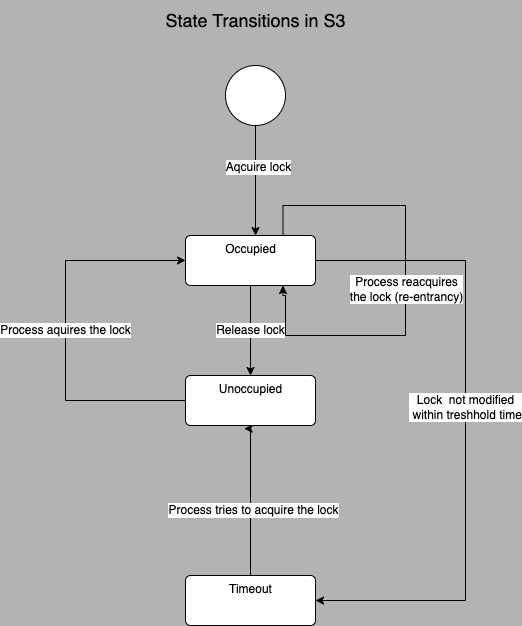 State Transitions in S3
Aqcuire lock
Occupied
Process reacquires
the lock (re-entrancy)
Process aquires the lock
Release lock
Unoccupied
Lock  not modified
within treshhold time
Process tries to acquire the lock
Timeout